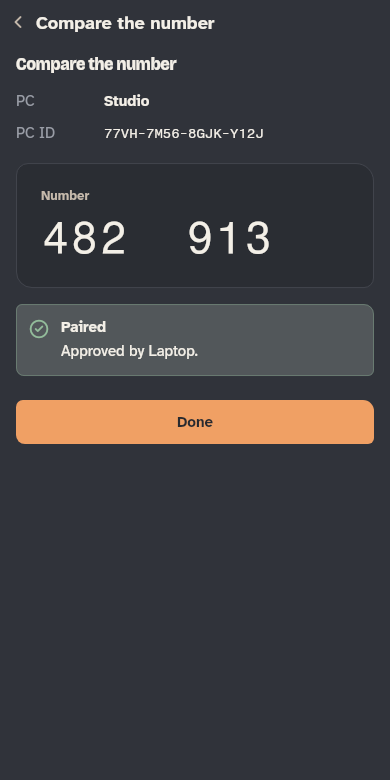 Compare the number
Compare the number
PC Studio
PC ID 77VH-7M56-8GJK-Y12J
Number
482 913
Paired
Approved by Laptop.
Done